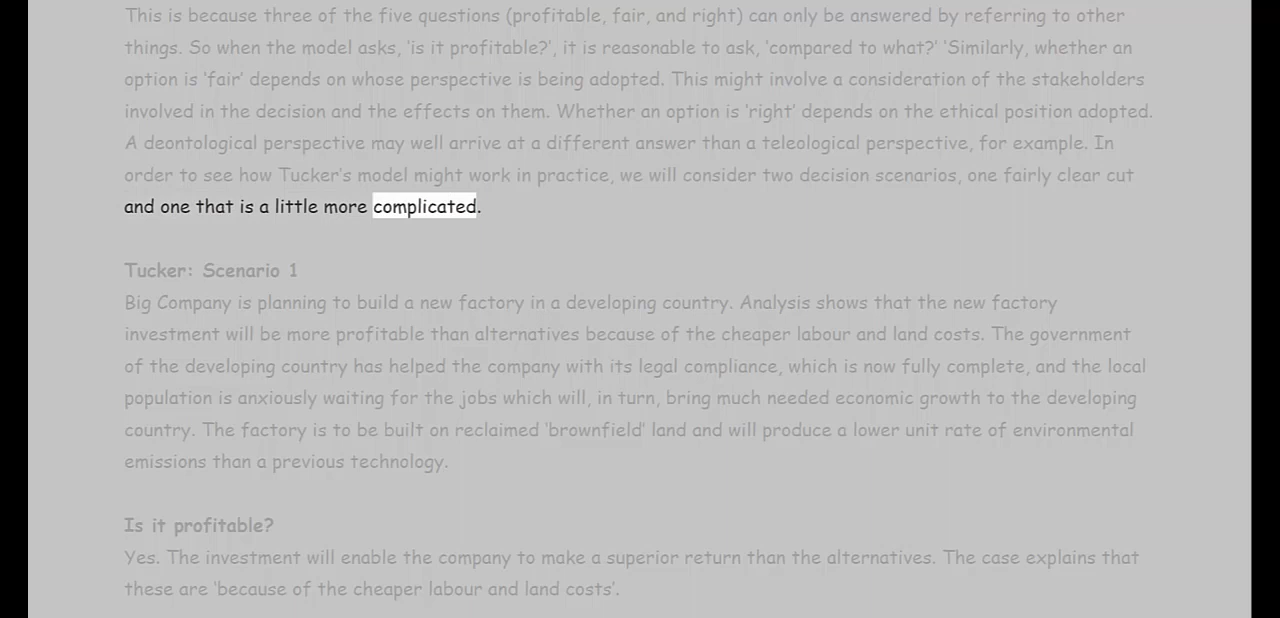 This is because three of the five questions (profitable, fair, and right) can only be answered by referring to other
things. So when the model asks, 'is it profitable?', it is reasonable to ask, 'compared to what?' 'Similarly, whether an
option is 'fair' depends on whose perspective is being adopted. This might involve a consideration of the stakeholders
involved in the decision and the effects on them. Whether an option is 'right' depends on the ethical position adopted.
A deontological perspective may well arrive at a different answer than a teleological perspective, for example. In
order to see how Tucker's model might work in practice, we will consider two decision scenarios, one fairly clear cut
and one that is a little more complicated.
Tucker: Scenario 1
Big Company is planning to build a new factory in a developing country. Analysis shows that the new factory
investment will be more profitable than alternatives because of the cheaper labour and land costs. The government
of the developing country has helped the company with its legal compliance, which is now fully complete, and the local
population is anxiously waiting for the jobs which will, in turn, bring much needed economic growth to the developing
country. The factory is to be built on reclaimed 'brownfield' land and will produce a lower unit rate of environmental
emissions than a previous technology.
Is it profitable?
Yes. The investment will enable the company to make a superior return than the alternatives. The case explains that
these are 'because of the cheaper labour and land costs'.